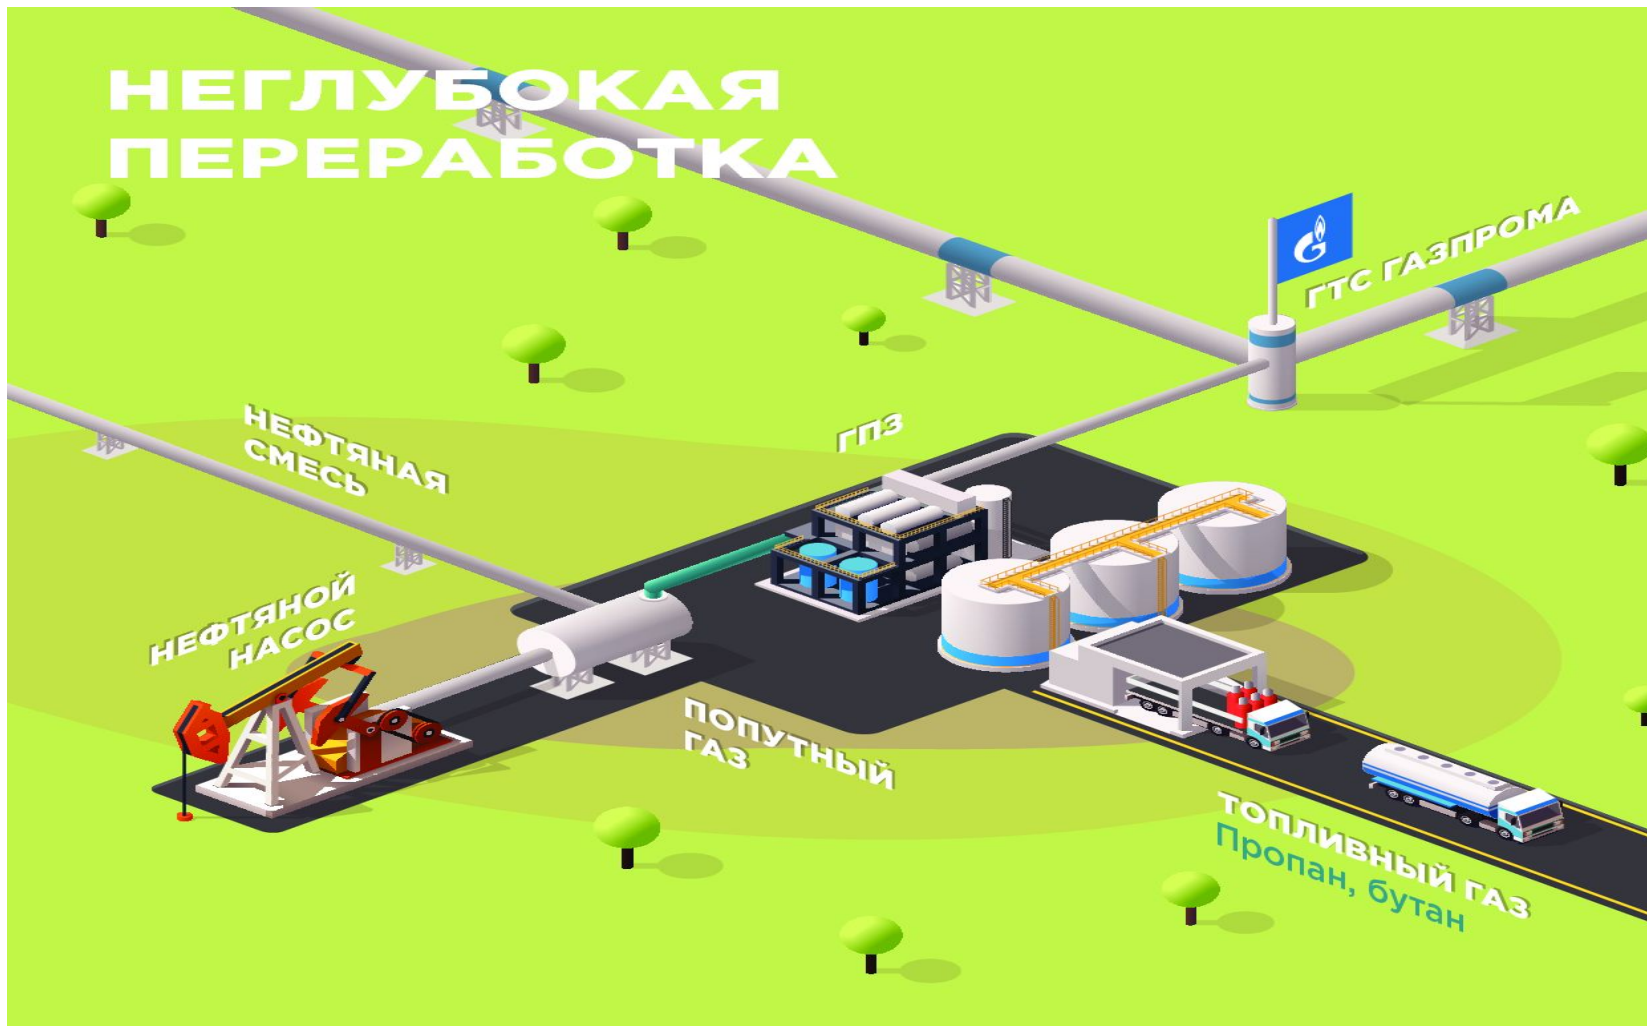 НЕГЛУБОКАЯ
ПЕРЕРАБОТКА
ГТС ГАЗПРОМА
ГПЗ
НЕФТЯНАЯ
СМЕСЬ
НЕФТЯНОЙ
НАСОС
ПОПУТНЫЙ
ГАЗ
ТОПЛИВНЫЙ ГАЗ
Пропан, бутан